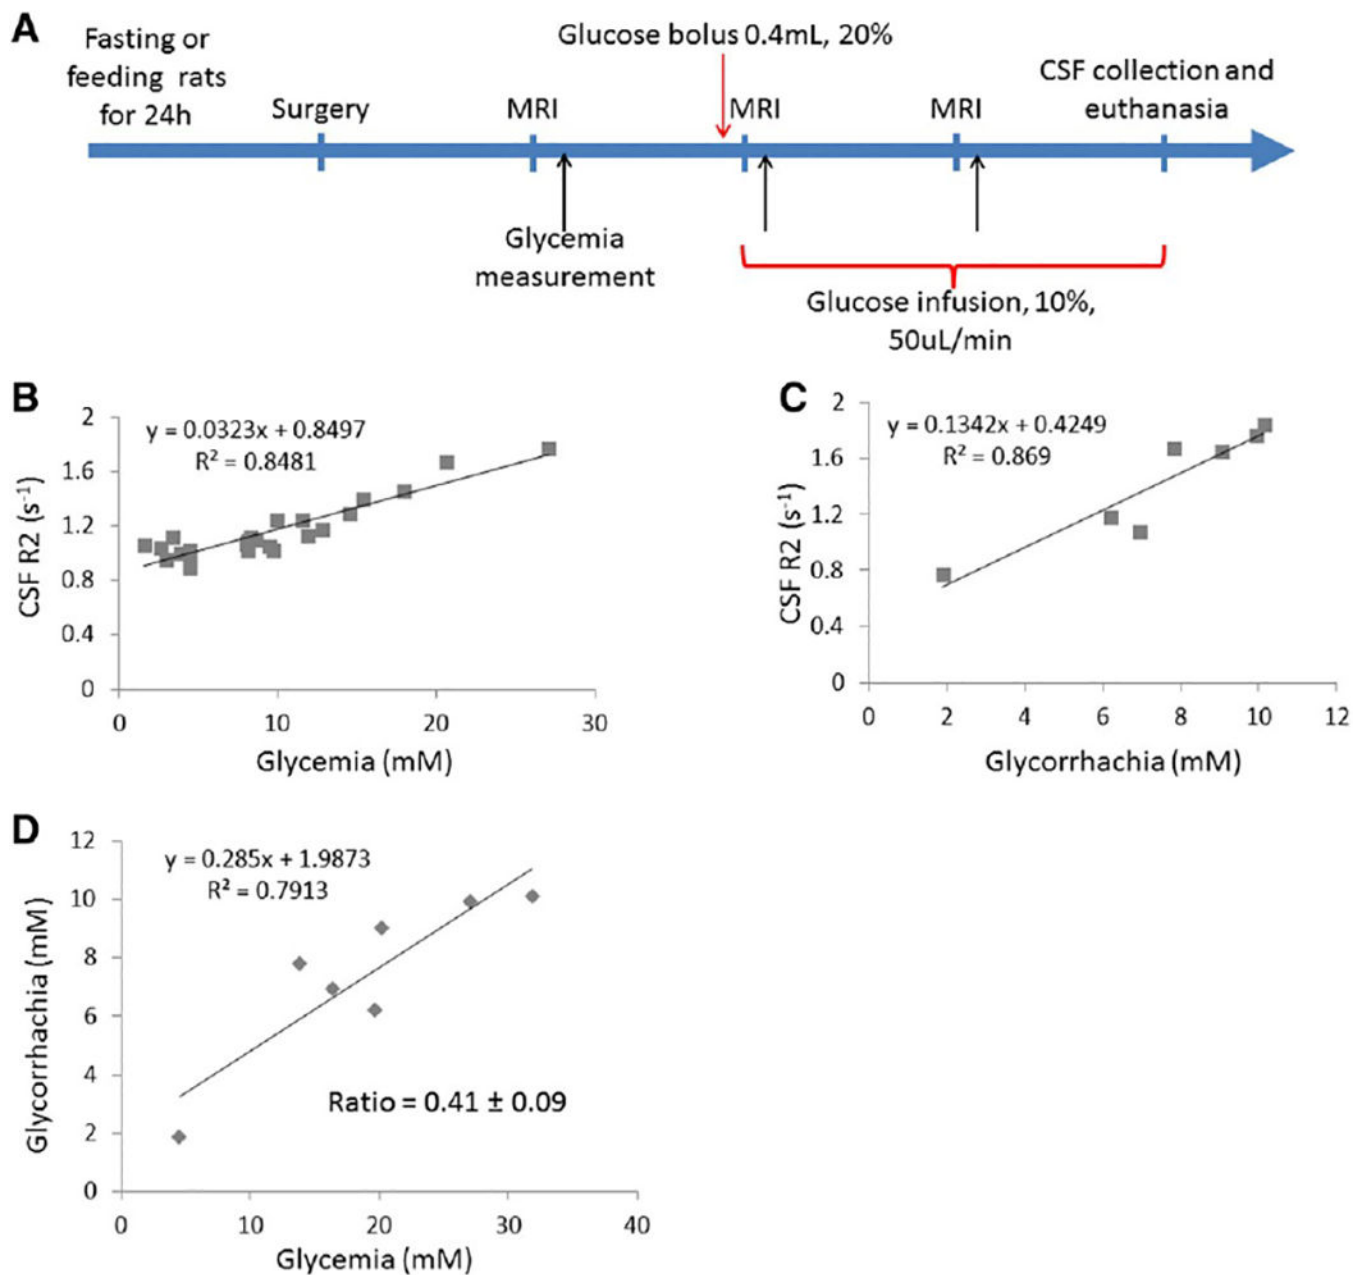 A
Fasting or
feeding rats
for 24h
Surgery
MRI
Glucose bolus 0.4mL, 20%
MRI
MRI
CSF collection and
euthanasia
Glycemia
measurement
Glucose infusion, 10%,
50uL/min
B
y = 0.0323x + 0.8497
R² = 0.8481
CSF R2 (s⁻¹)
2
1.6
1.2
0.8
0.4
0
0 10 20 30
Glycemia (mM)
C
y = 0.1342x + 0.4249
R² = 0.869
CSF R2 (s⁻¹)
2
1.6
1.2
0.8
0.4
0
0 2 4 6 8 10 12
Glycorrhachia (mM)
D
y = 0.285x + 1.9873
R² = 0.7913
Glycorrhachia (mM)
12
10
8
6
4
2
0
Ratio = 0.41 ± 0.09
0 10 20 30 40
Glycemia (mM)